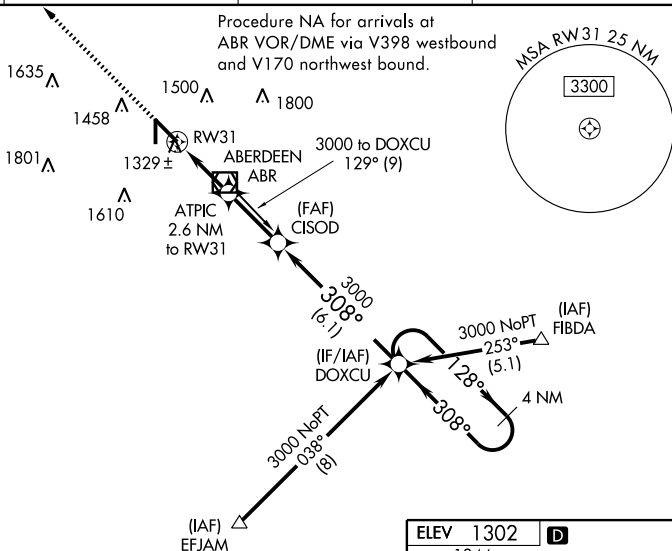 Procedure NA for arrivals at
ABR VOR/DME via V398 westbound
and V170 northwest bound.
MSA RW31 25 NM
3300
1635
1458
1500
1800
RW31
1329 ±
1801
1610
ABERDEEN
ABR
3000 to DOXCU
129° (9)
ATPIC
2.6 NM
to RW31
(FAF)
CISOD
3000
308°
(6.1)
(IF/IAF)
DOXCU
3000 NoPT
253°
(5.1)
(IAF)
FIBDA
128°
308°
4 NM
3000 NoPT
038°
(8)
(IAF)
EFJAM
ELEV 1302
D